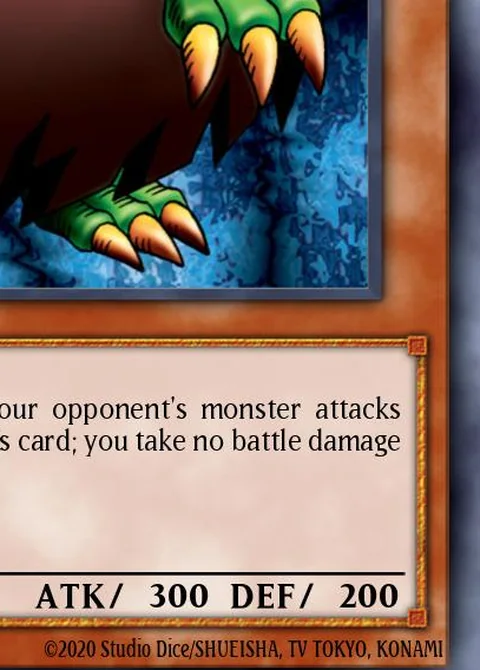 our opponent's monster attacks
s card; you take no battle damage
ATK/ 300 DEF/ 200
©2020 Studio Dice/SHUEISHA, TV TOKYO, KONAMI